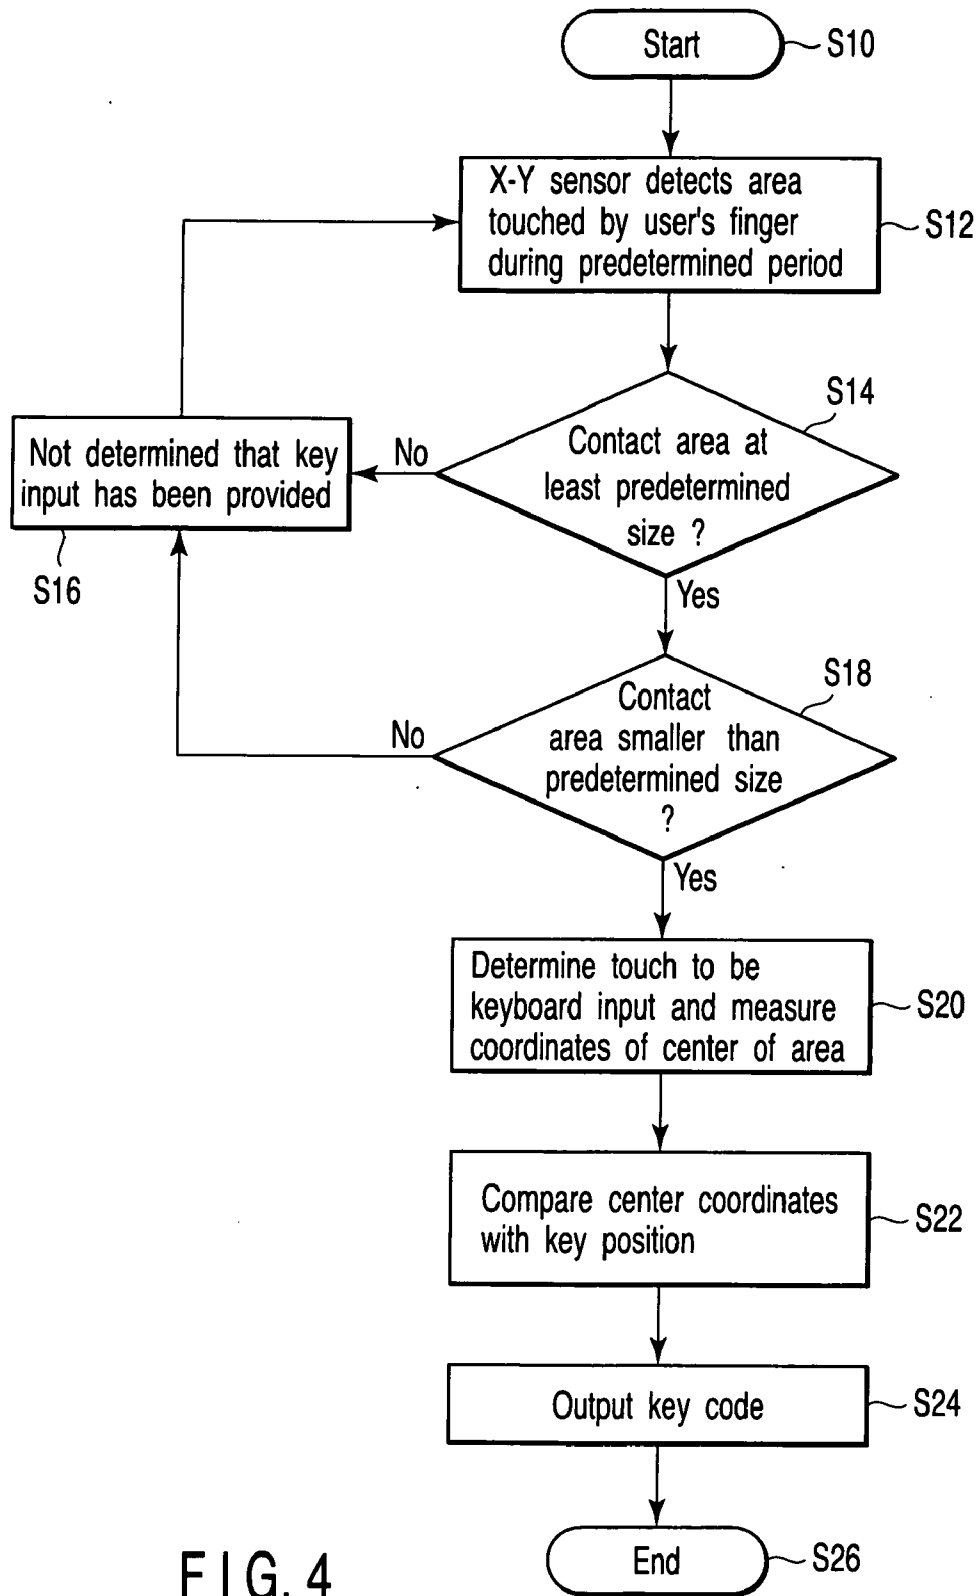 Start
S10
X-Y sensor detects area
touched by user's finger
during predetermined period
S12
S14
Contact area at
least predetermined
size ?
No
Not determined that key
input has been provided
S16
Yes
S18
Contact
area smaller than
predetermined size
?
No
Yes
Determine touch to be
keyboard input and measure
coordinates of center of area
S20
Compare center coordinates
with key position
S22
Output key code
S24
End
S26
FIG. 4